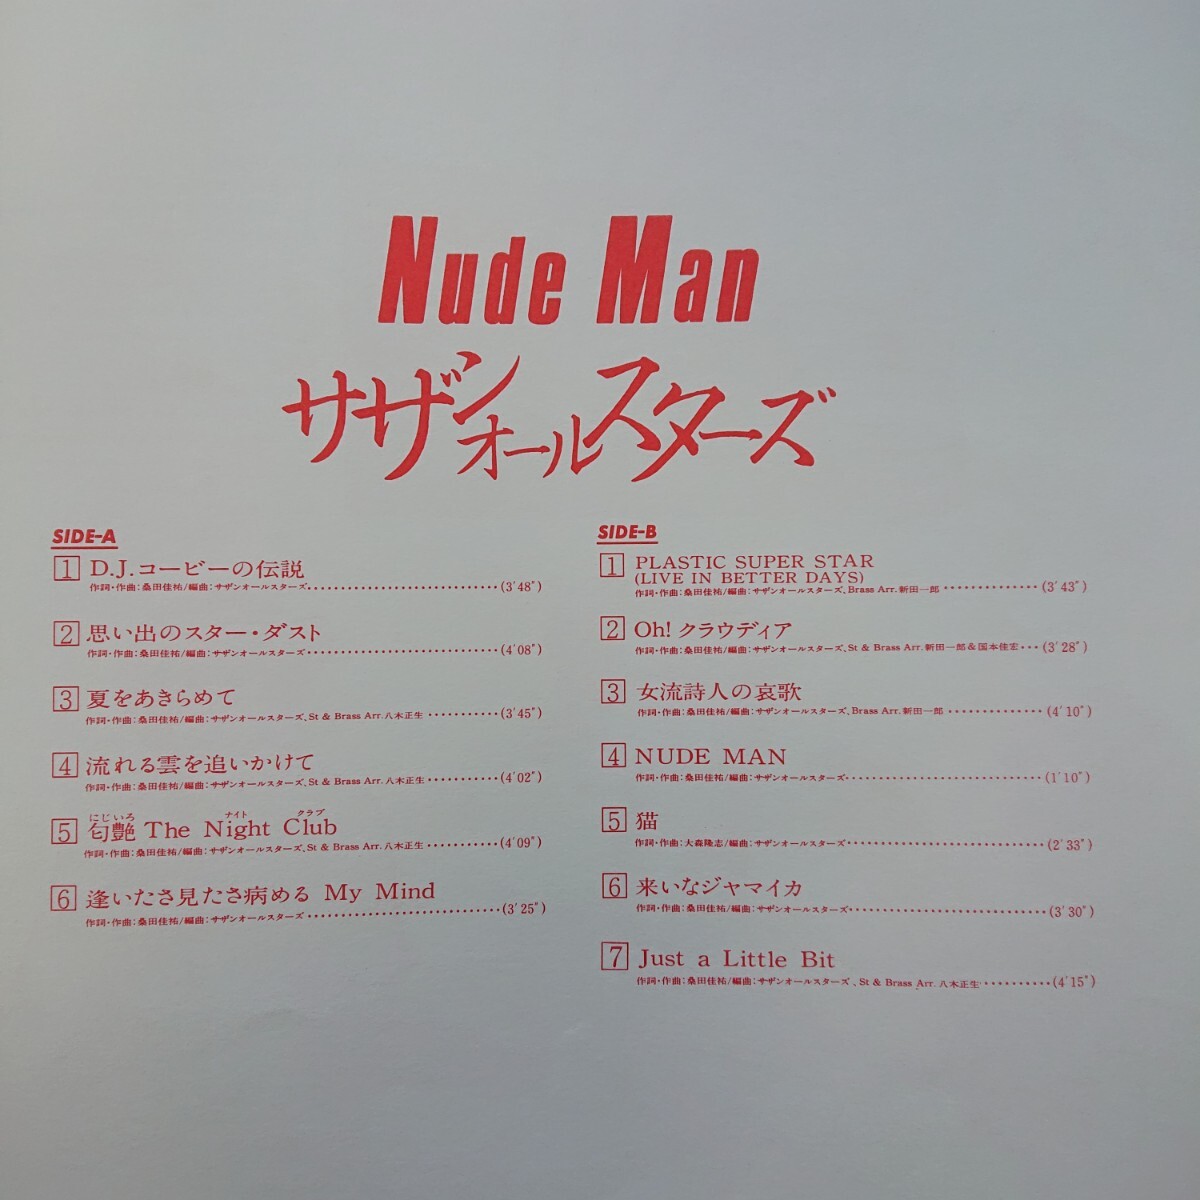 Nude Man
サザンオールスターズ
SIDE-A
1 D.J.コービーの伝説
作詞・作曲：桑田佳祐/編曲：サザンオールスターズ (3'48")
2 思い出のスター・ダスト
作詞・作曲：桑田佳祐/編曲：サザンオールスターズ (4'08")
3 夏をあきらめて
作詞・作曲：桑田佳祐/編曲：サザンオールスターズ、St & Brass Arr. 八木正生 (3'45")
4 流れる雲を追いかけて
作詞・作曲：桑田佳祐/編曲：サザンオールスターズ、St & Brass Arr. 八木正生 (4'02")
にじいろ ナイト クラブ
5 匂艶 The Night Club
作詞・作曲：桑田佳祐/編曲：サザンオールスターズ、St & Brass Arr. 八木正生 (4'09")
6 逢いたさ見たさ病める My Mind
作詞・作曲：桑田佳祐/編曲：サザンオールスターズ (3'25")
SIDE-B
1 PLASTIC SUPER STAR
(LIVE IN BETTER DAYS)
作詞・作曲：桑田佳祐/編曲：サザンオールスターズ、Brass Arr. 新田一郎 (3'43")
2 Oh! クラウディア
作詞・作曲：桑田佳祐/編曲：サザンオールスターズ、St & Brass Arr. 新田一郎&国本佳宏 (3'28")
3 女流詩人の哀歌
作詞・作曲：桑田佳祐/編曲：サザンオールスターズ、Brass Arr. 新田一郎 (4'10")
4 NUDE MAN
作詞・作曲：桑田佳祐/編曲：サザンオールスターズ (1'10")
5 猫
作詞・作曲：大森隆志/編曲：サザンオールスターズ (2'33")
6 来いなジャマイカ
作詞・作曲：桑田佳祐/編曲：サザンオールスターズ (3'30")
7 Just a Little Bit
作詞・作曲：桑田佳祐/編曲：サザンオールスターズ、St & Brass Arr. 八木正生 (4'15")